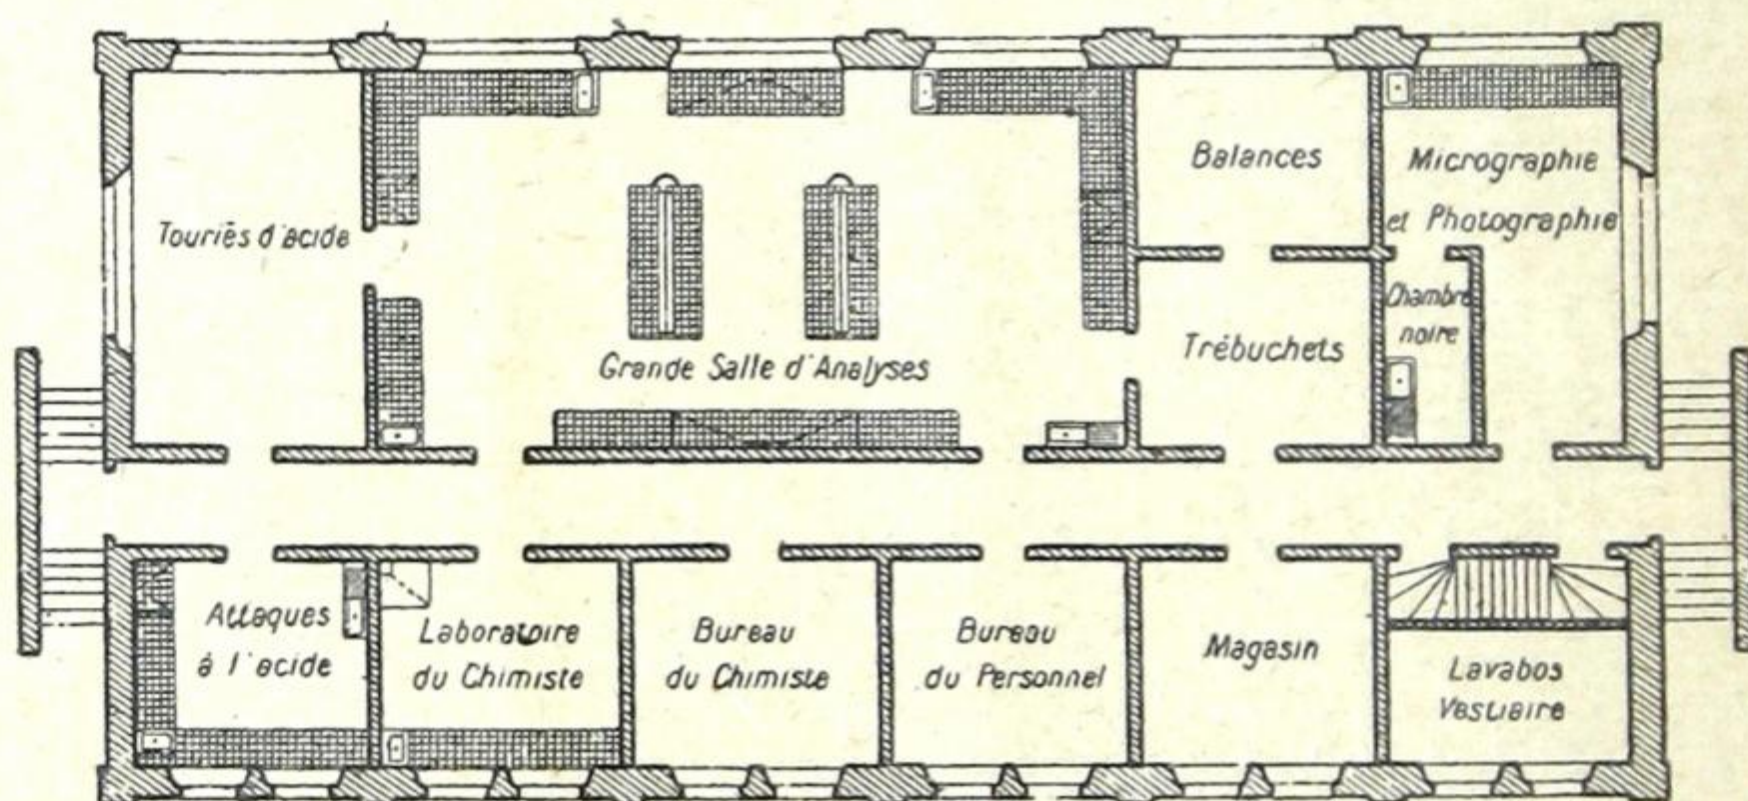 Touries d'acide
Grande Salle d'Analyses
Balances
Trébuchets
Micrographie
et Photographie
Chambre
noire
Attaques
à l'acide
Laboratoire
du Chimiste
Bureau
du Chimiste
Bureau
du Personnel
Magasin
Lavabos
Vestiaire